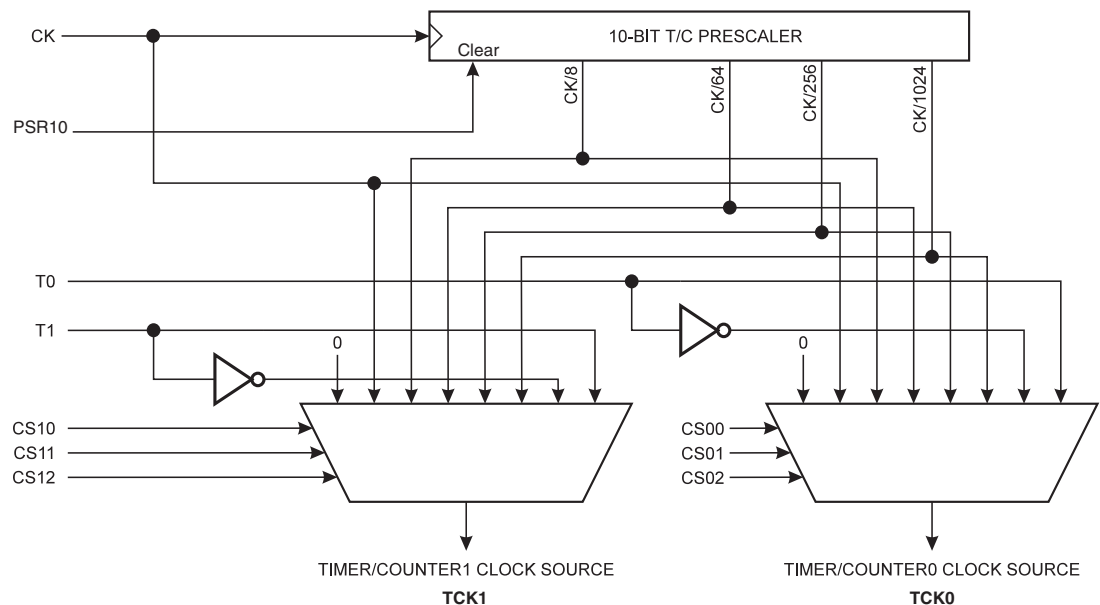 CK
10-BIT T/C PRESCALER
Clear
CK/8
CK/64
CK/256
CK/1024
PSR10
T0
T1
0
0
CS10
CS11
CS12
CS00
CS01
CS02
TIMER/COUNTER1 CLOCK SOURCE
TCK1
TIMER/COUNTER0 CLOCK SOURCE
TCK0